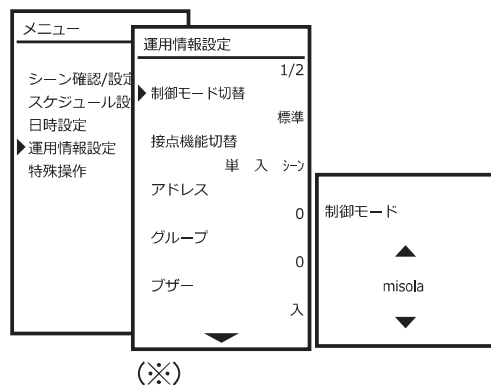 メニュー
シーン確認/設定
スケジュール設
日時設定
運用情報設定
特殊操作
運用情報設定
1/2
制御モード切替
標準
接点機能切替
単 入 シーン
アドレス
0
グループ
0
ブザー
入
制御モード
misola
(※)